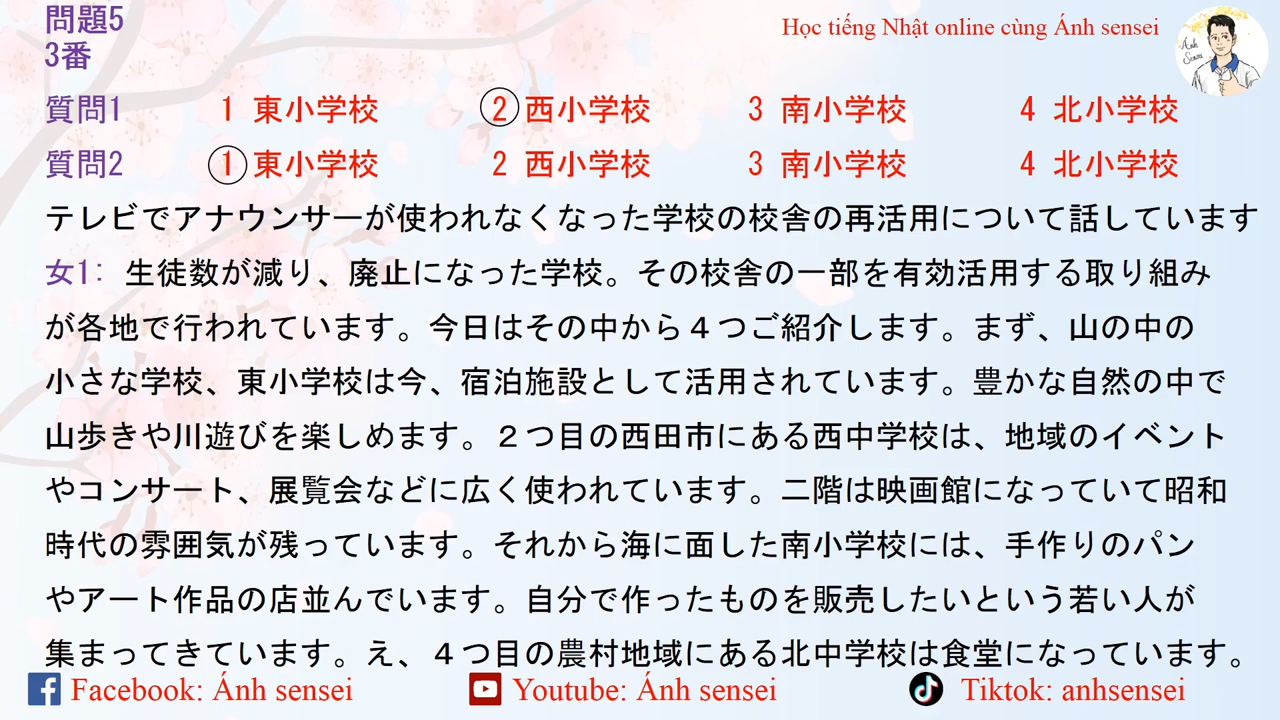 問題5
Học tiếng Nhật online cùng Ánh sensei
Anh Sensei
3番
質問1 1 東小学校 2 西小学校 3 南小学校 4 北小学校
質問2 1 東小学校 2 西小学校 3 南小学校 4 北小学校
テレビでアナウンサーが使われなくなった学校の校舎の再活用について話しています
女1: 生徒数が減り、廃止になった学校。その校舎の一部を有効活用する取り組み
が各地で行われています。今日はその中から４つご紹介します。まず、山の中の
小さな学校、東小学校は今、宿泊施設として活用されています。豊かな自然の中で
山歩きや川遊びを楽しめます。２つ目の西田市にある西中学校は、地域のイベント
やコンサート、展覧会などに広く使われています。二階は映画館になっていて昭和
時代の雰囲気が残っています。それから海に面した南小学校には、手作りのパン
やアート作品の店並んでいます。自分で作ったものを販売したいという若い人が
集まってきています。え、４つ目の農村地域にある北中学校は食堂になっています。
Facebook: Ánh sensei Youtube: Ánh sensei Tiktok: anhsensei